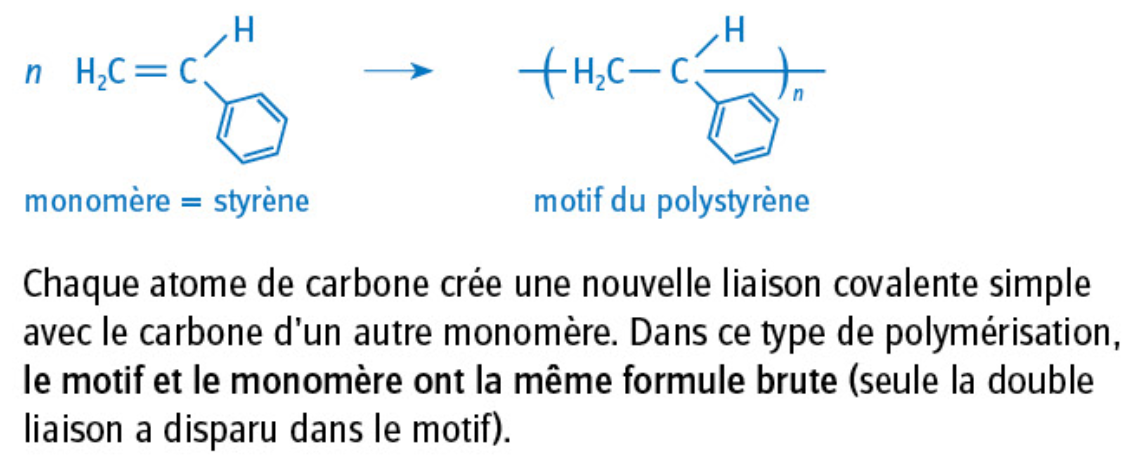 n H₂C = C H → ( H₂C — C H )n
monomère = styrène motif du polystyrène
Chaque atome de carbone crée une nouvelle liaison covalente simple
avec le carbone d'un autre monomère. Dans ce type de polymérisation,
le motif et le monomère ont la même formule brute (seule la double
liaison a disparu dans le motif).